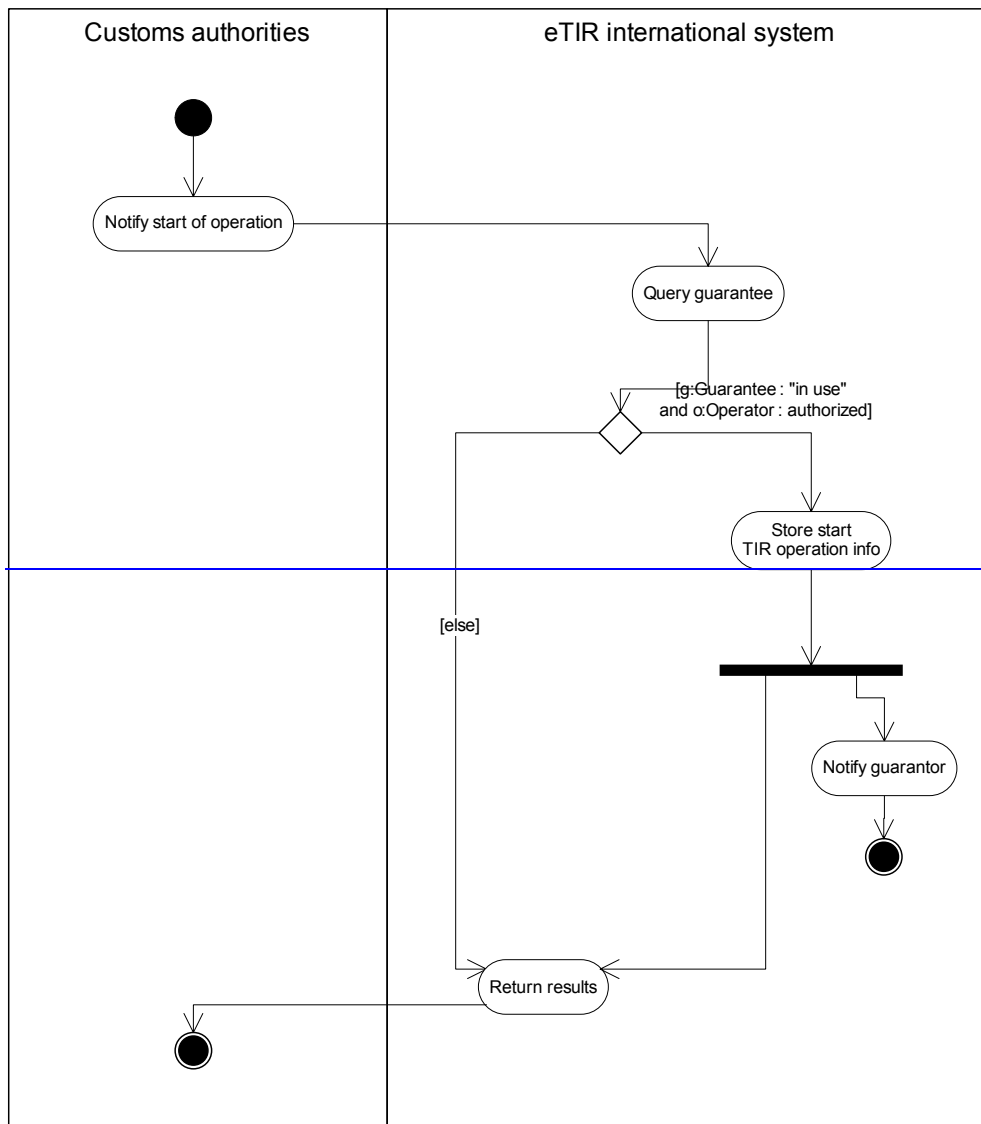 Customs authorities
eTIR international system
Notify start of operation
Query guarantee
[g:Guarantee : "in use"
and o:Operator : authorized]
Store start
TIR operation info
[else]
Notify guarantor
Return results